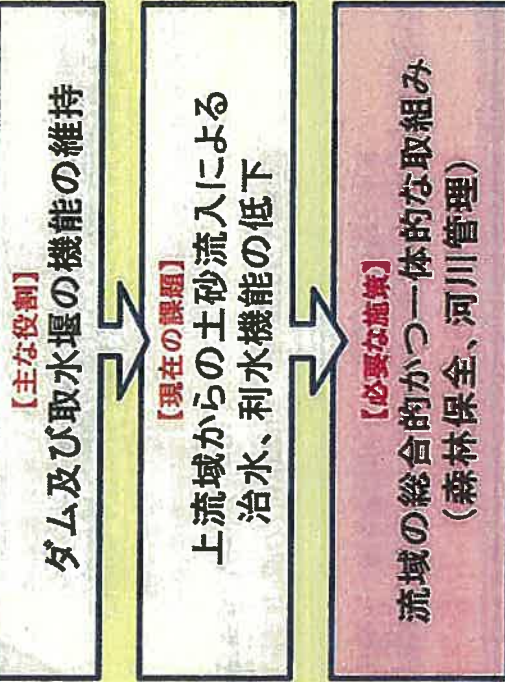 【主な役割】
ダム及び取水堰の機能の維持
【現在の課題】
上流域からの土砂流入による
治水、利水機能の低下
【必要な施策】
流域の総合的かつ一体的な取組み
(森林保全、河川管理)